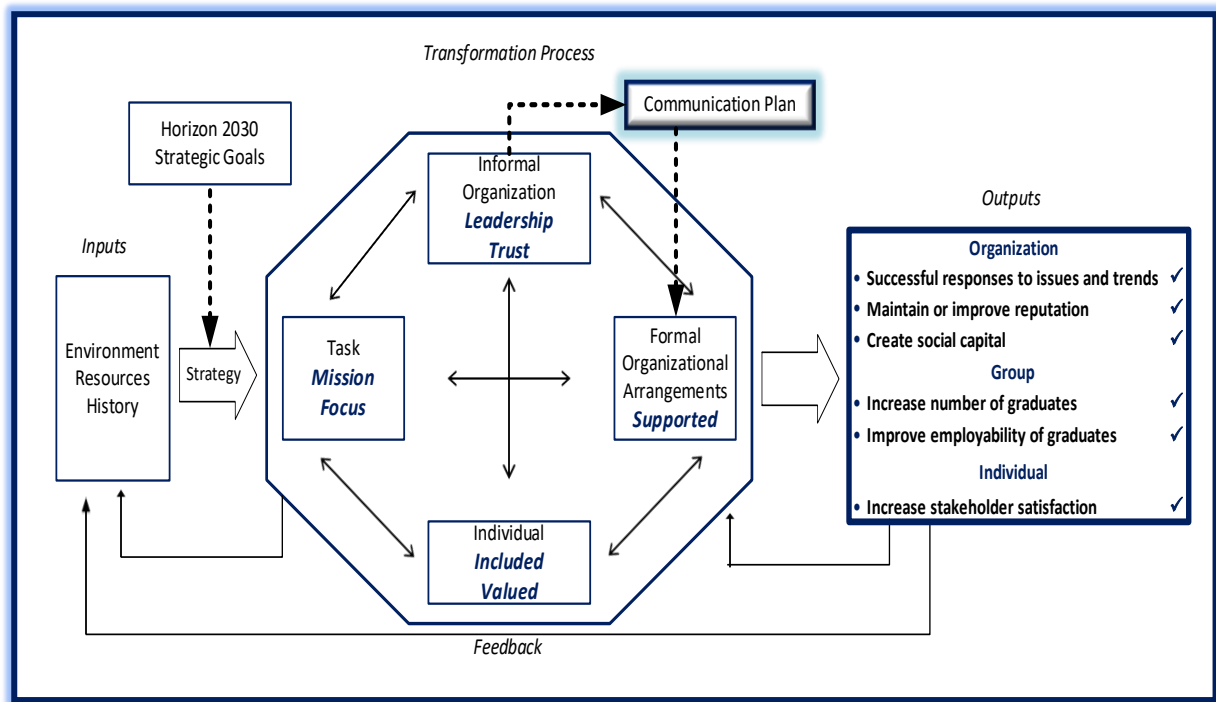 Transformation Process
Communication Plan
Horizon 2030
Strategic Goals
Informal
Organization
Leadership
Trust
Inputs
Environment
Resources
History
Strategy
Task
Mission
Focus
Formal
Organizational
Arrangements
Supported
Individual
Included
Valued
Outputs
Organization
• Successful responses to issues and trends ✓
• Maintain or improve reputation ✓
• Create social capital ✓
Group
• Increase number of graduates ✓
• Improve employability of graduates ✓
Individual
• Increase stakeholder satisfaction ✓
Feedback